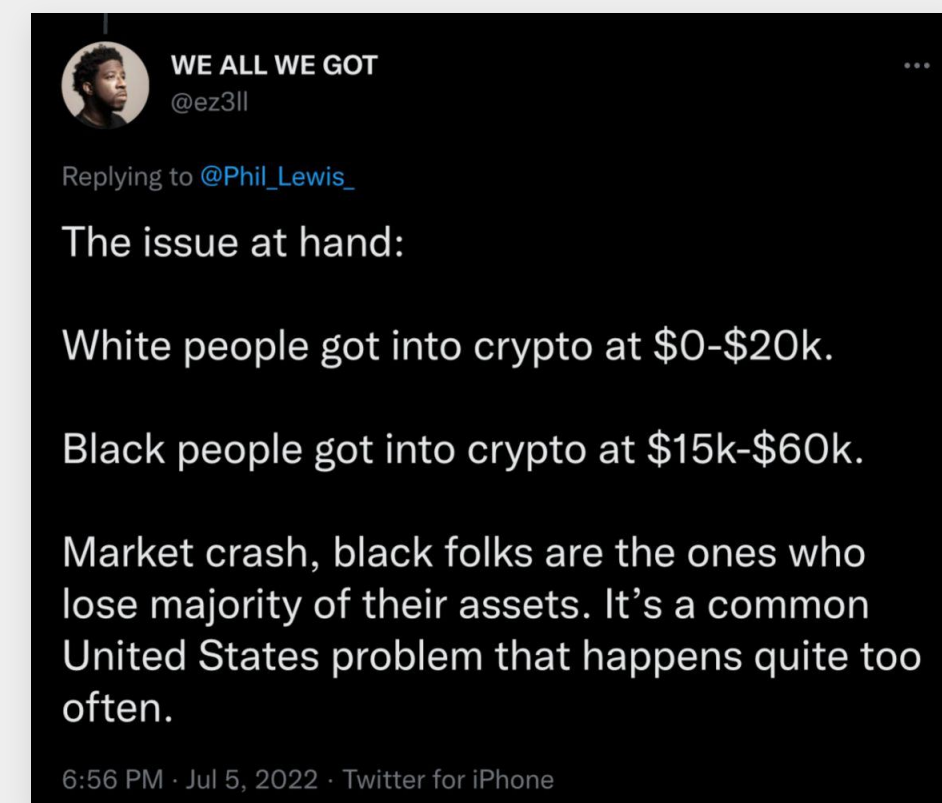 WE ALL WE GOT
@ez3ll
Replying to @Phil_Lewis_
The issue at hand:
White people got into crypto at $0-$20k.
Black people got into crypto at $15k-$60k.
Market crash, black folks are the ones who
lose majority of their assets. It’s a common
United States problem that happens quite too
often.
6:56 PM · Jul 5, 2022 · Twitter for iPhone